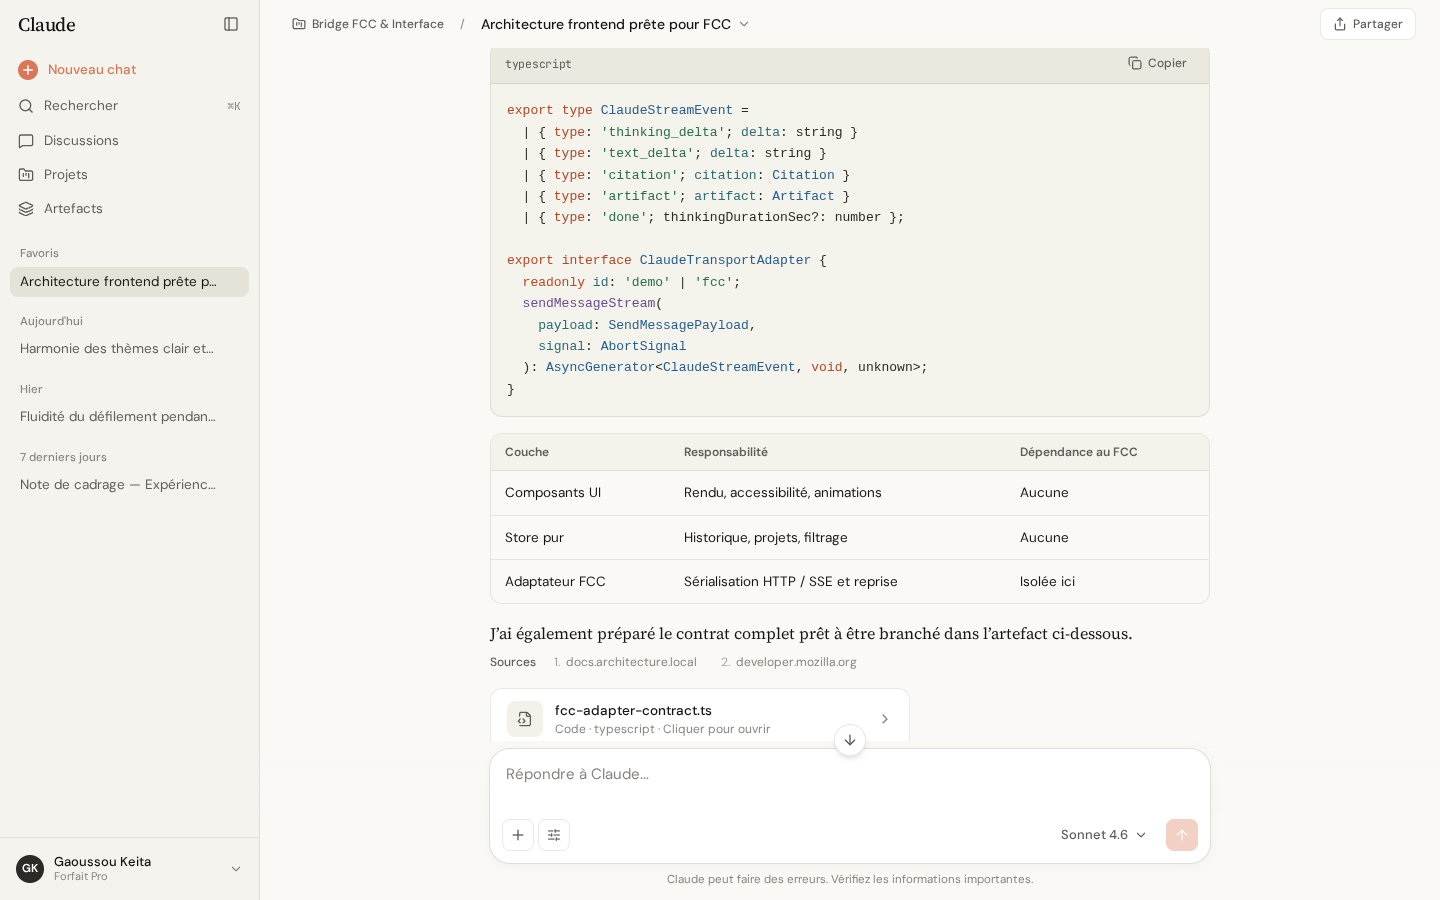 Claude
Nouveau chat
Rechercher ⌘K
Discussions
Projets
Artefacts
Favoris
Architecture frontend prête p...
Aujourd'hui
Harmonie des thèmes clair et...
Hier
Fluidité du défilement pendan...
7 derniers jours
Note de cadrage — Expérienc...
GK
Gaoussou Keita
Forfait Pro
Bridge FCC & Interface / Architecture frontend prête pour FCC
Partager
typescript Copier
export type ClaudeStreamEvent =
  | { type: 'thinking_delta'; delta: string }
  | { type: 'text_delta'; delta: string }
  | { type: 'citation'; citation: Citation }
  | { type: 'artifact'; artifact: Artifact }
  | { type: 'done'; thinkingDurationSec?: number };
export interface ClaudeTransportAdapter {
  readonly id: 'demo' | 'fcc';
  sendMessageStream(
    payload: SendMessagePayload,
    signal: AbortSignal
  ): AsyncGenerator<ClaudeStreamEvent, void, unknown>;
}
Couche Responsabilité Dépendance au FCC
Composants UI Rendu, accessibilité, animations Aucune
Store pur Historique, projets, filtrage Aucune
Adaptateur FCC Sérialisation HTTP / SSE et reprise Isolée ici
J’ai également préparé le contrat complet prêt à être branché dans l’artefact ci-dessous.
Sources 1. docs.architecture.local 2. developer.mozilla.org
fcc-adapter-contract.ts
Code · typescript · Cliquer pour ouvrir
Répondre à Claude...
Sonnet 4.6
Claude peut faire des erreurs. Vérifiez les informations importantes.